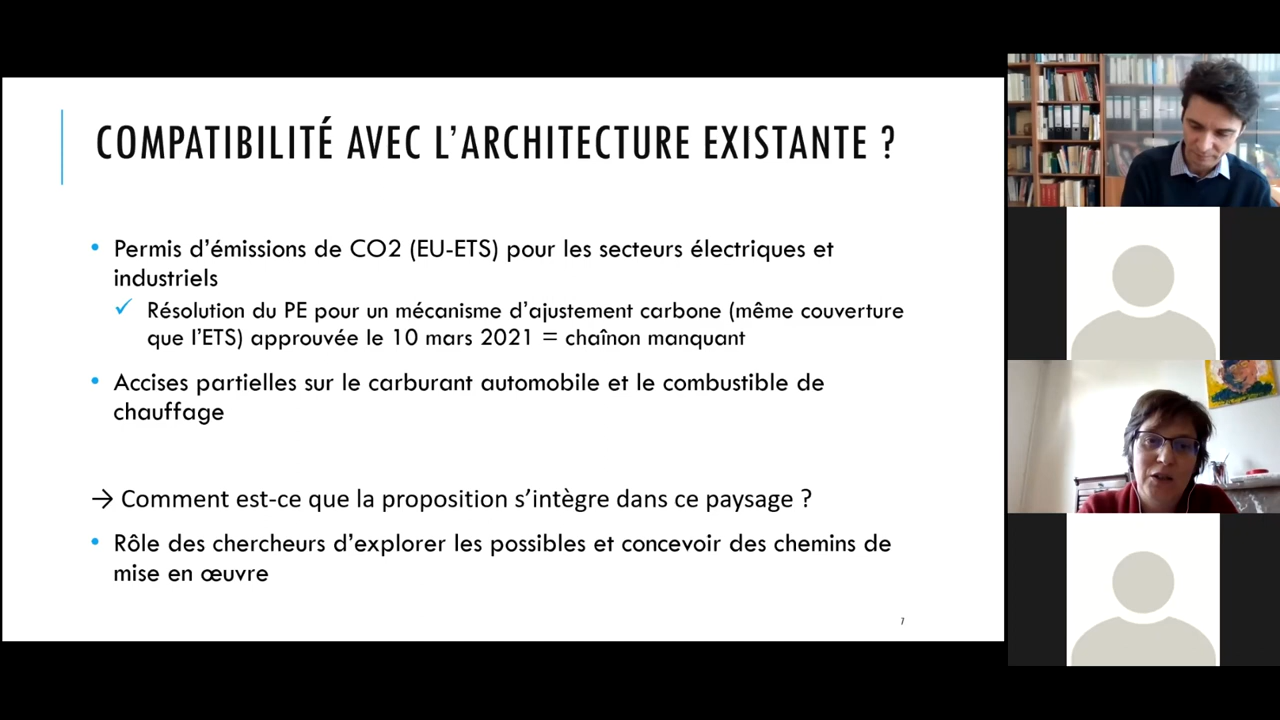 COMPATIBILITÉ AVEC L'ARCHITECTURE EXISTANTE ?
• Permis d'émissions de CO2 (EU-ETS) pour les secteurs électriques et
industriels
✓ Résolution du PE pour un mécanisme d'ajustement carbone (même couverture
que l'ETS) approuvée le 10 mars 2021 = chaînon manquant
• Accises partielles sur le carburant automobile et le combustible de
chauffage
→ Comment est-ce que la proposition s'intègre dans ce paysage ?
• Rôle des chercheurs d'explorer les possibles et concevoir des chemins de
mise en œuvre
7